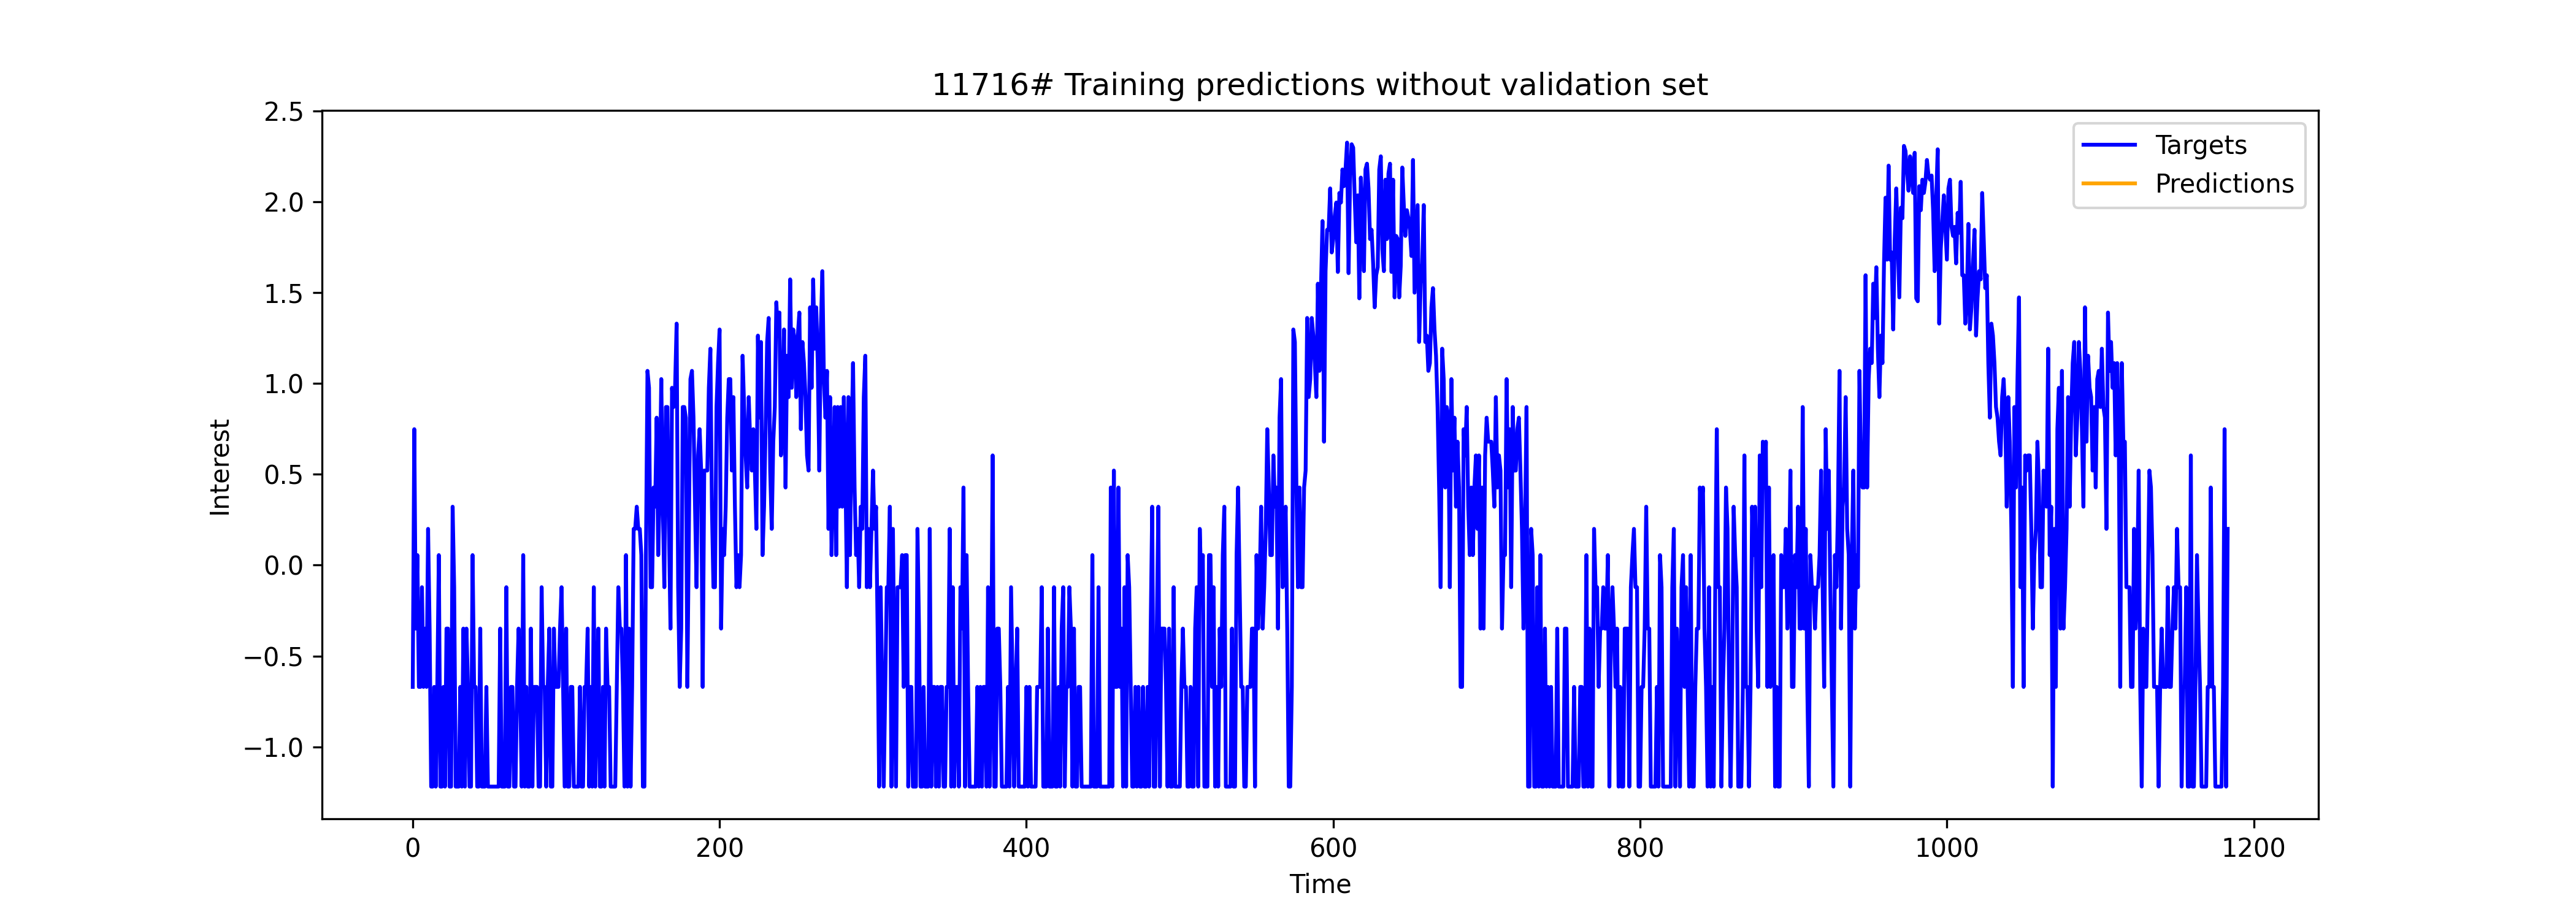 11716# Training predictions without validation set
Targets
Predictions
2.5
2.0
1.5
1.0
0.5
0.0
−0.5
−1.0
Interest
0 200 400 600 800 1000 1200
Time